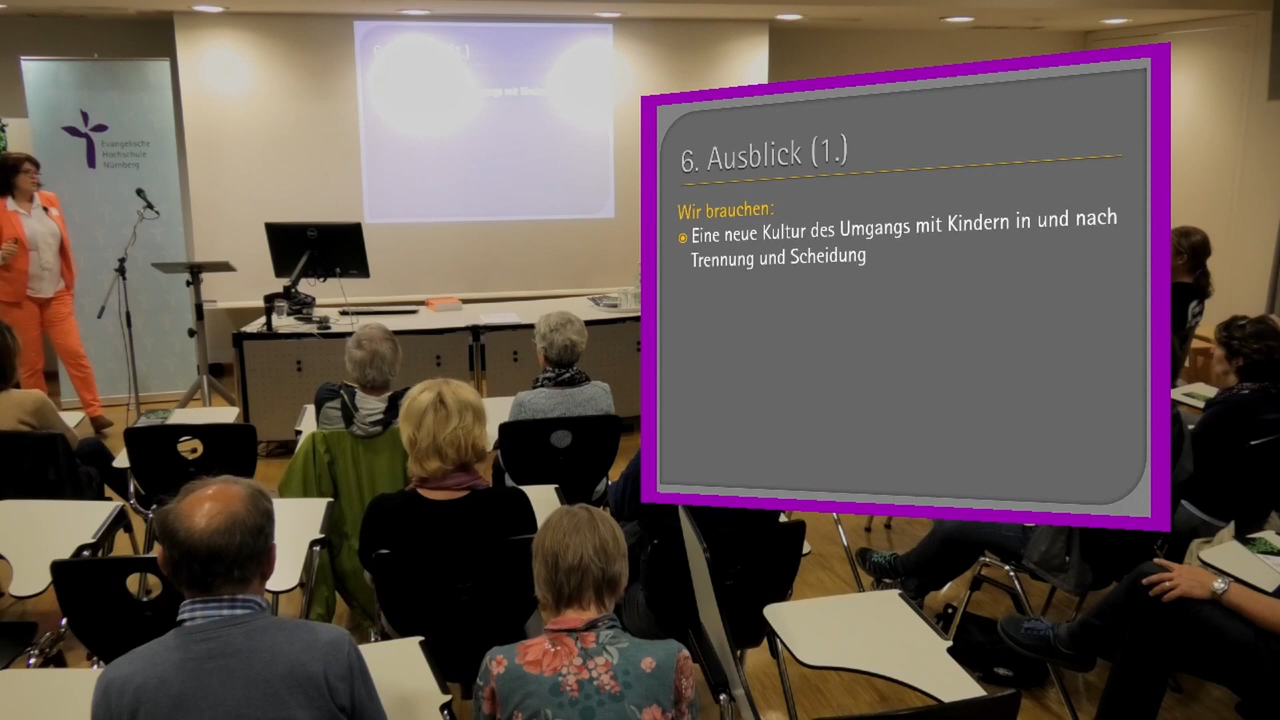 Evangelische
Hochschule
Nürnberg
6. Ausblick (1.)
Wir brauchen:
Eine neue Kultur des Umgangs mit Kindern in und nach
Trennung und Scheidung